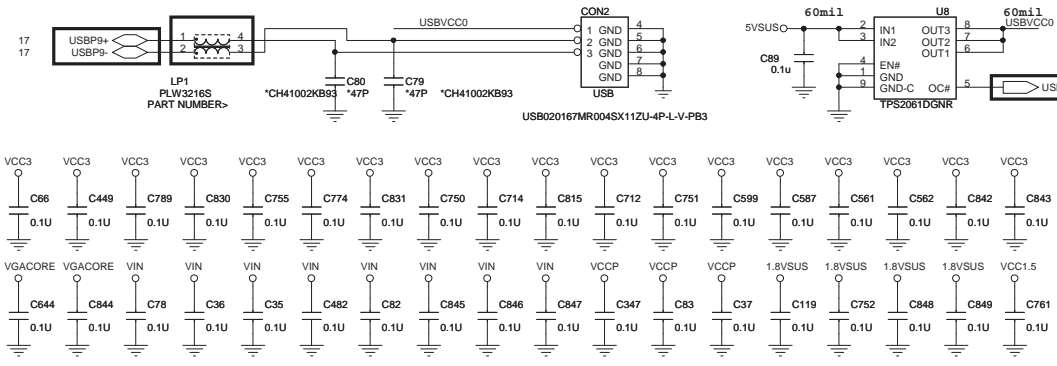 CON2
60mil U8 60mil
USBVCC0 5VSUS USBVCC0
17 USBP9+ 1 4 1 GND 4 2 IN1 OUT3 8
17 USBP9- 2 3 2 GND 5 3 IN2 OUT2 7
3 GND 6 OUT1 6
GND 7 4 EN#
GND 8 1 GND
USB 9 GND-C OC# 5 USB
LP1 C80 C79 C89
PLW3216S *CH41002KB93 *47P *47P *CH41002KB93 0.1u TPS2061DGNR
PART NUMBER>
USB020167MR004SX11ZU-4P-L-V-PB3
VCC3 VCC3 VCC3 VCC3 VCC3 VCC3 VCC3 VCC3 VCC3 VCC3 VCC3 VCC3 VCC3 VCC3 VCC3 VCC3 VCC3 VCC3
C66 C449 C789 C830 C755 C774 C831 C750 C714 C815 C712 C751 C599 C587 C561 C562 C842 C843
0.1U 0.1U 0.1U 0.1U 0.1U 0.1U 0.1U 0.1U 0.1U 0.1U 0.1U 0.1U 0.1U 0.1U 0.1U 0.1U 0.1U 0.1U
VGACORE VGACORE VIN VIN VIN VIN VIN VIN VIN VIN VCCP VCCP VCCP 1.8VSUS 1.8VSUS 1.8VSUS 1.8VSUS VCC1.5
C644 C844 C78 C36 C35 C482 C82 C845 C846 C847 C347 C83 C37 C119 C752 C848 C849 C761
0.1U 0.1U 0.1U 0.1U 0.1U 0.1U 0.1U 0.1U 0.1U 0.1U 0.1U 0.1U 0.1U 0.1U 0.1U 0.1U 0.1U 0.1U